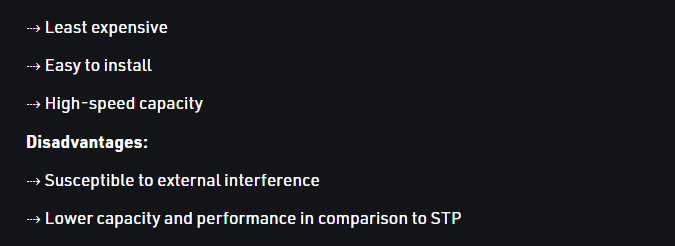 ⇢ Least expensive
⇢ Easy to install
⇢ High-speed capacity
Disadvantages:
⇢ Susceptible to external interference
⇢ Lower capacity and performance in comparison to STP